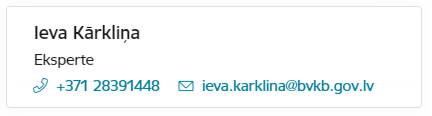 Ieva Kārkliņa
Eksperte
+371 28391448 ieva.karklina@bvkb.gov.lv